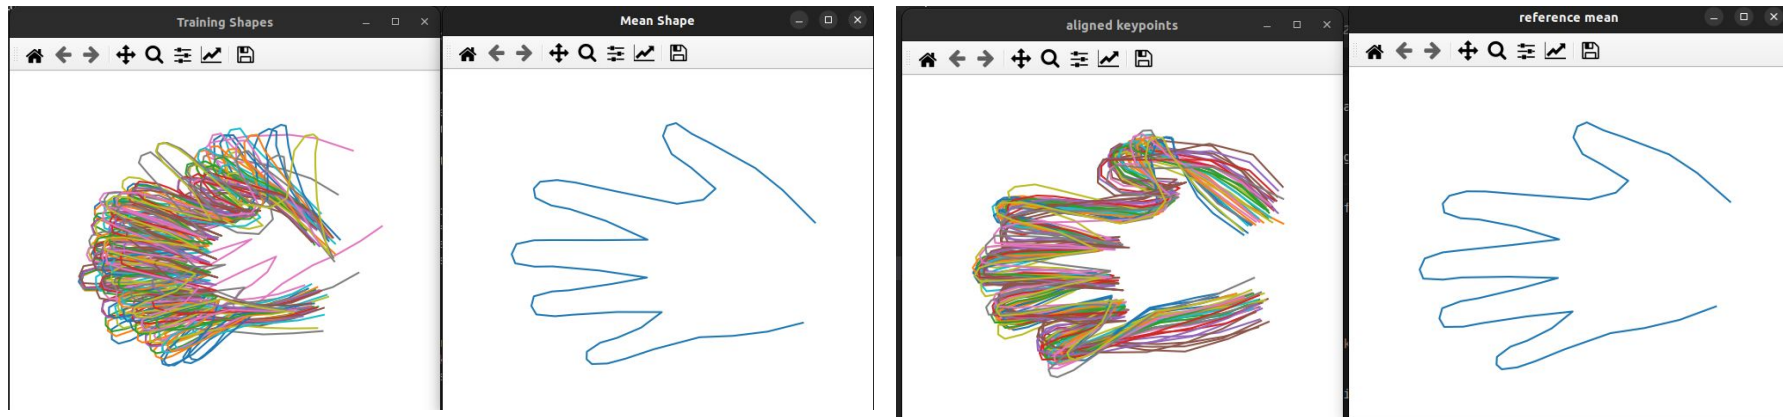 Training Shapes
Mean Shape
aligned keypoints
reference mean